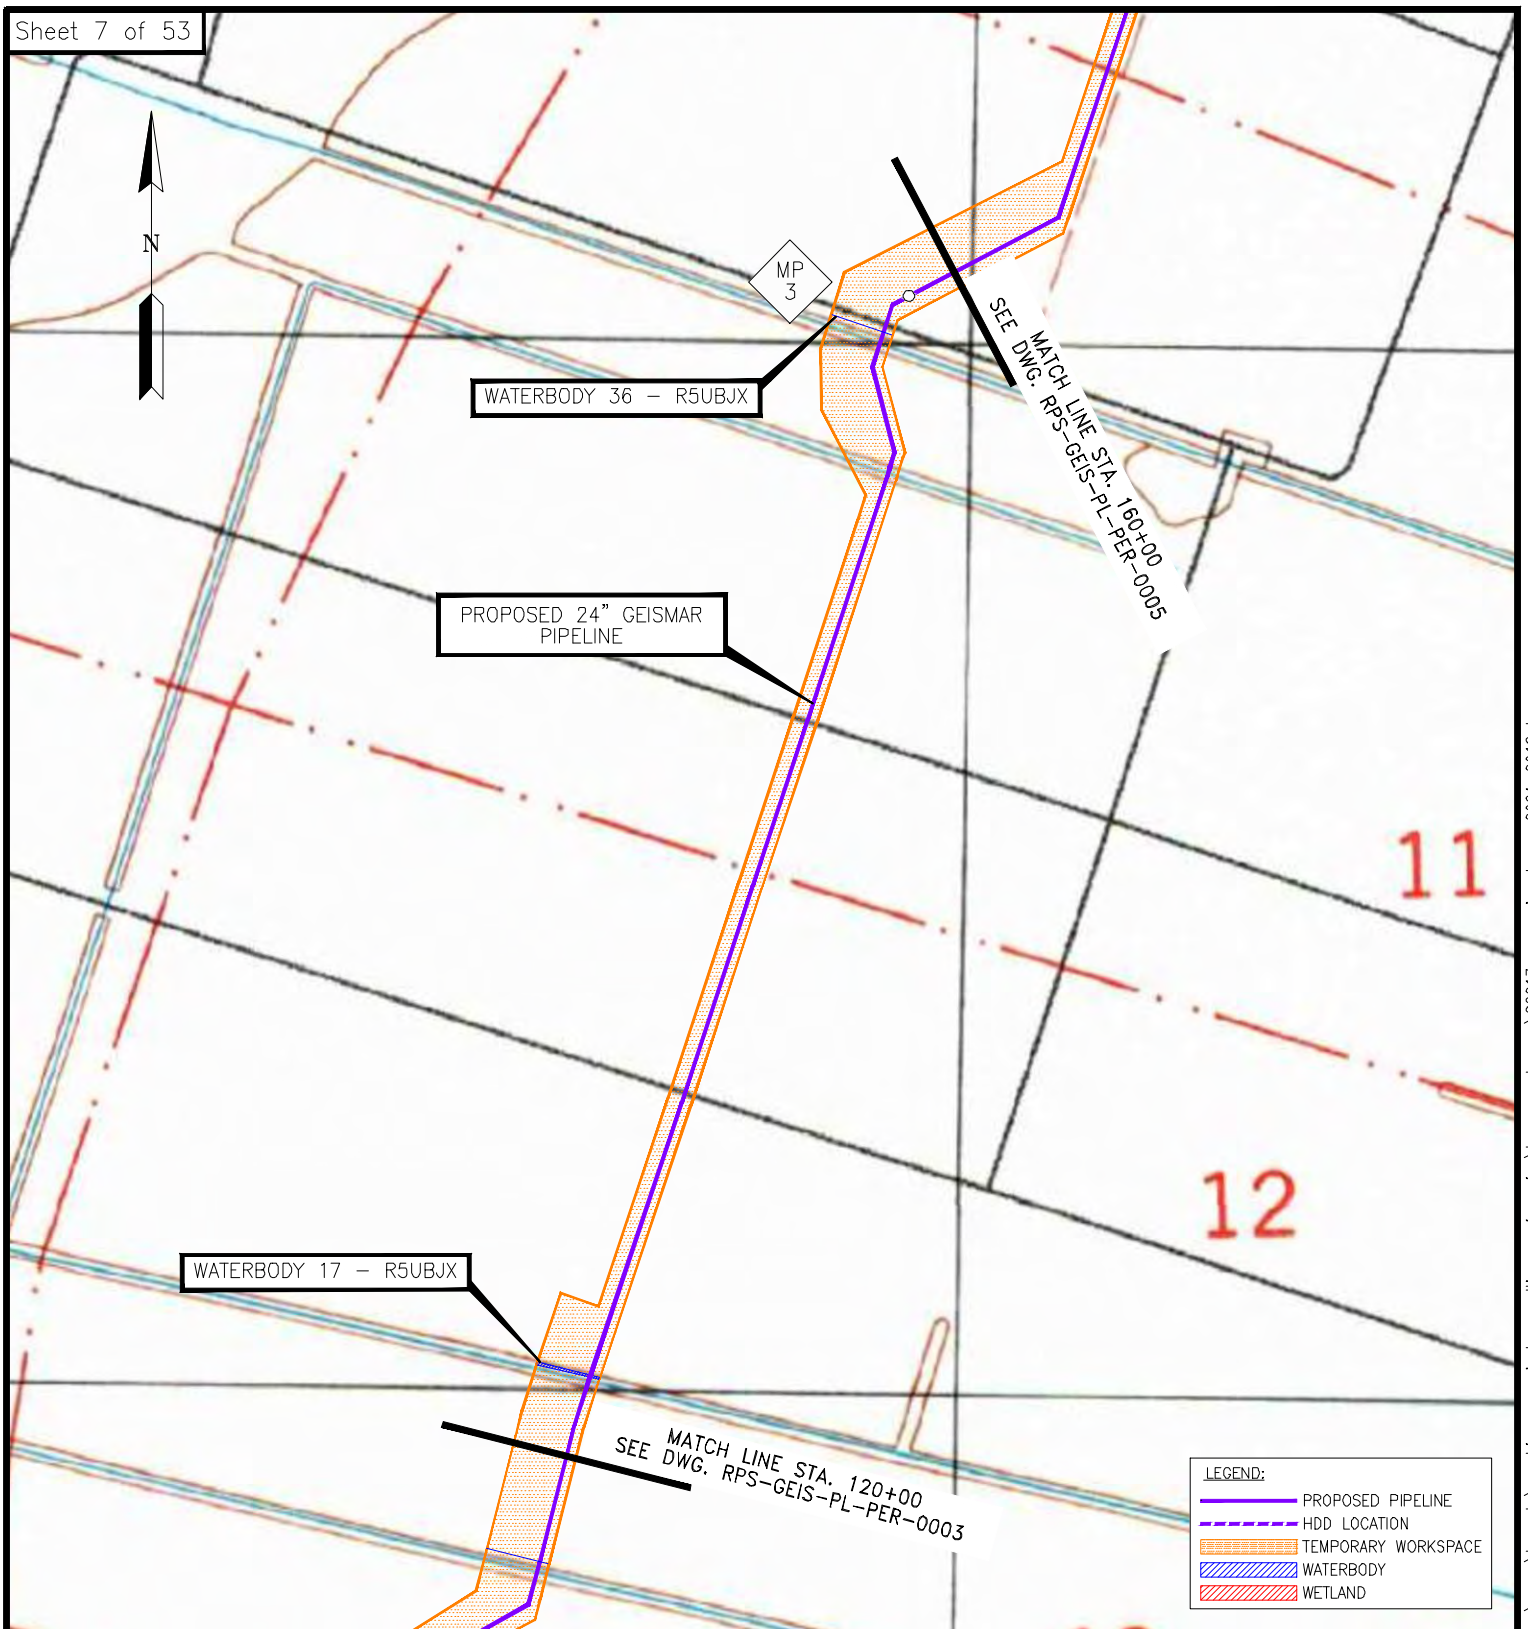 Sheet 7 of 53
N
MP
3
WATERBODY 36 – R5UBJX
MATCH LINE STA. 160+00
SEE DWG. RPS–GEIS–PL–PER–0005
PROPOSED 24" GEISMAR
PIPELINE
11
12
WATERBODY 17 – R5UBJX
MATCH LINE STA. 120+00
SEE DWG. RPS–GEIS–PL–PER–0003
LEGEND:
PROPOSED PIPELINE
HDD LOCATION
TEMPORARY WORKSPACE
WATERBODY
WETLAND